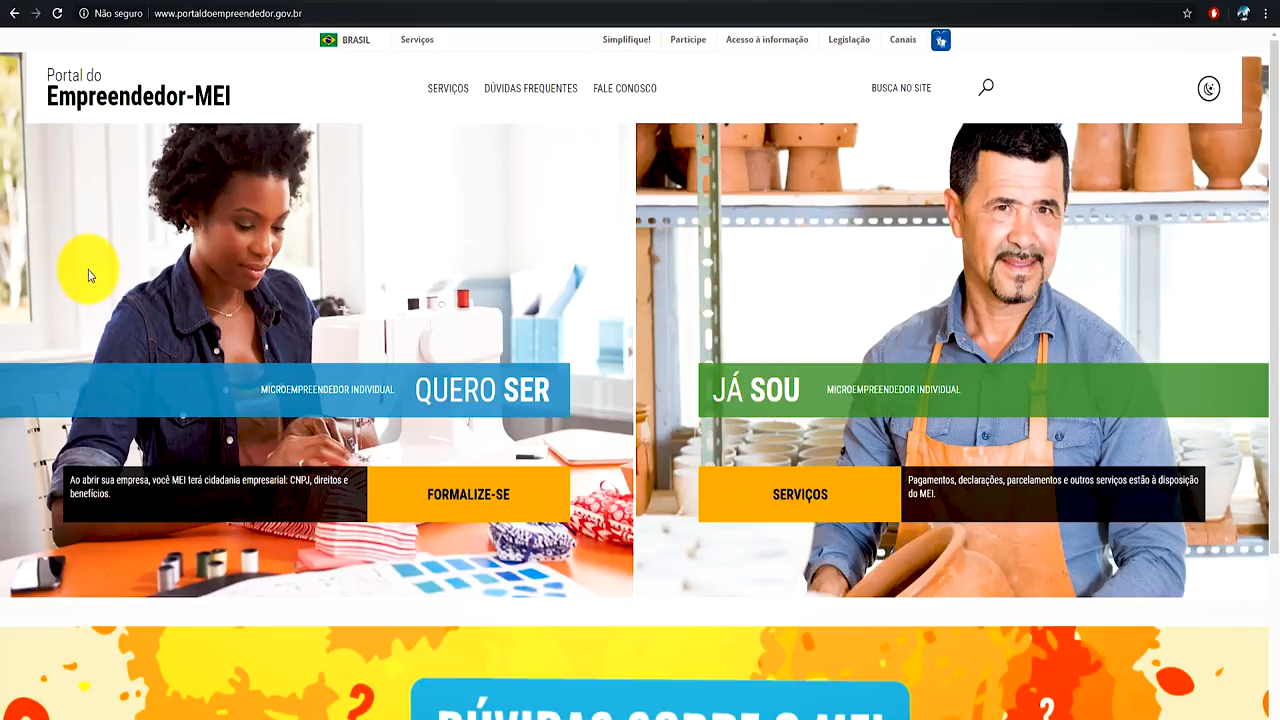 Não seguro www.portaldoempreendedor.gov.br
BRASIL Serviços Simplifique! Participe Acesso à informação Legislação Canais
Portal do
Empreendedor-MEI
SERVIÇOS DÚVIDAS FREQUENTES FALE CONOSCO BUSCA NO SITE
MICROEMPREENDEDOR INDIVIDUAL QUERO SER
Ao abrir sua empresa, você MEI terá cidadania empresarial: CNPJ, direitos e
benefícios.
FORMALIZE-SE
JÁ SOU MICROEMPREENDEDOR INDIVIDUAL
SERVIÇOS
Pagamentos, declarações, parcelamentos e outros serviços estão à disposição
do MEI.
? ?
DÚVIDAS SOBRE O MEI